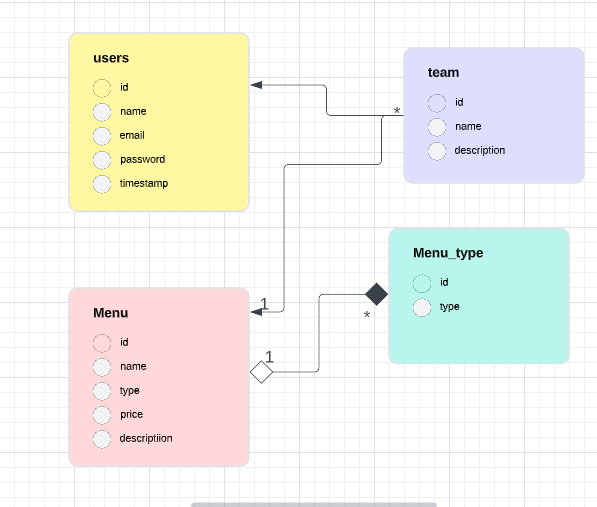 users
id
name
email
password
timestamp
team
id
name
description
*
Menu_type
id
type
*
Menu
id
name
type
price
descriptiion
1
1